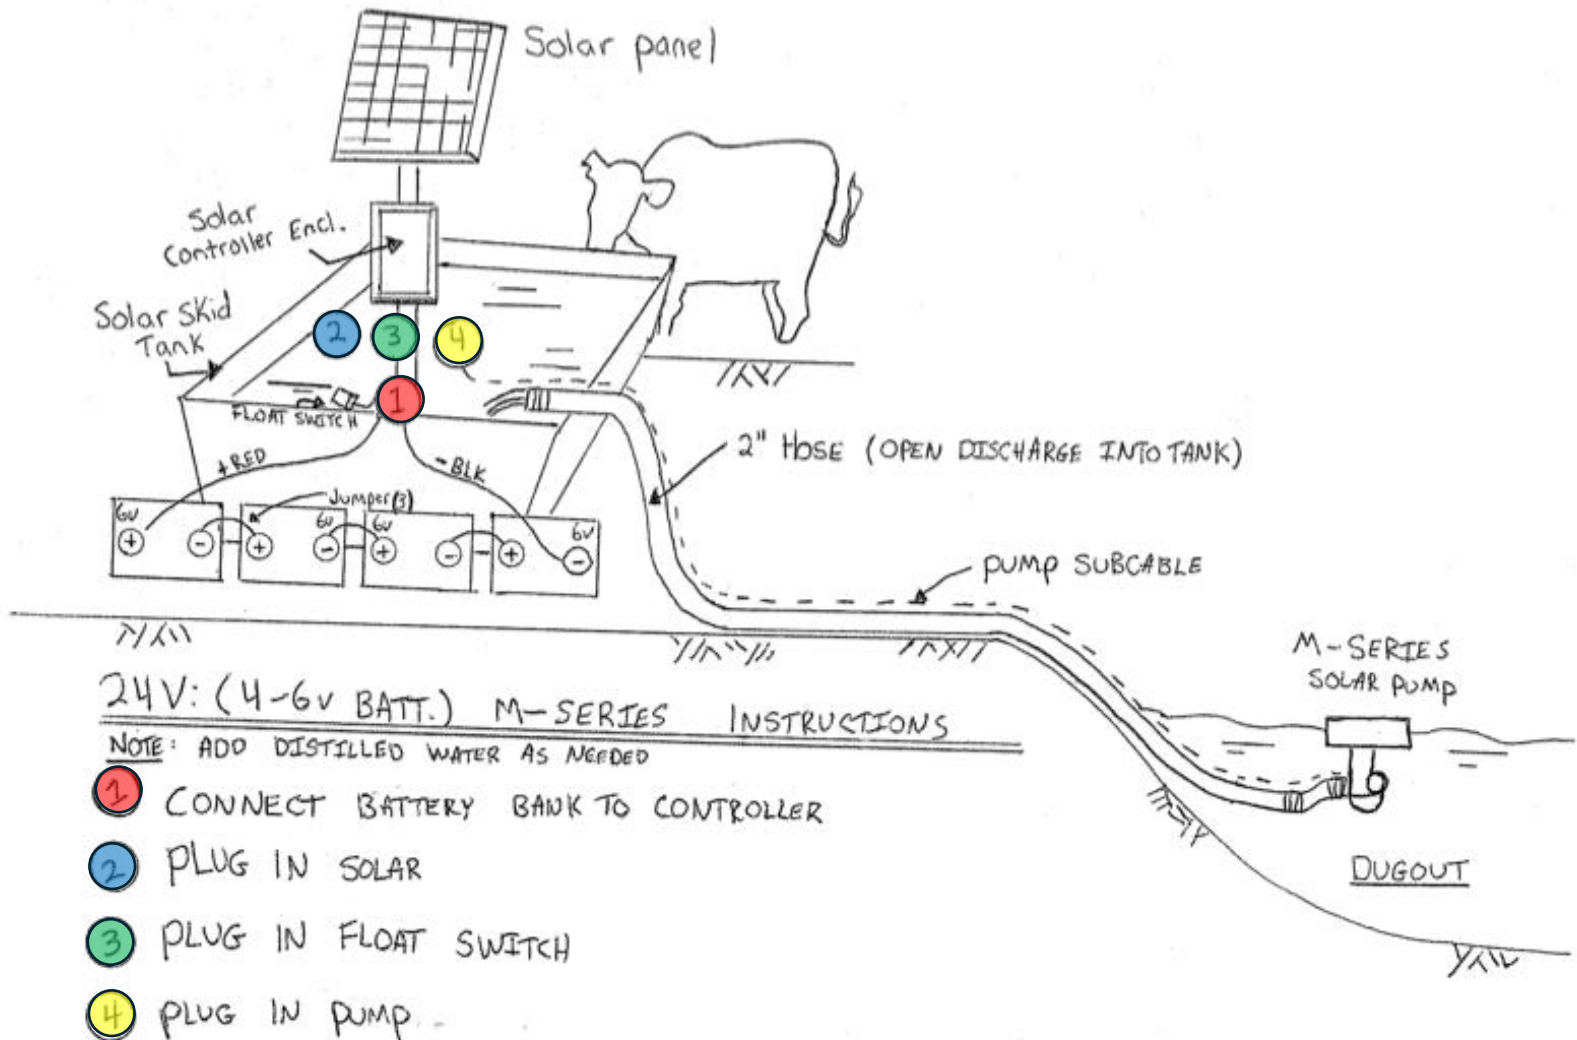 Solar panel
Solar
Controller Encl.
Solar Skid
Tank
2
3
4
1
FLOAT SWITCH
+RED
-BLK
Jumper(3)
6V
6V
6V
6V
+
-
+
-
+
-
+
-
2" HOSE (OPEN DISCHARGE INTO TANK)
PUMP SUBCABLE
M-SERIES
SOLAR PUMP
DUGOUT
24V: (4-6V BATT.) M-SERIES INSTRUCTIONS
NOTE: ADD DISTILLED WATER AS NEEDED
1 CONNECT BATTERY BANK TO CONTROLLER
2 PLUG IN SOLAR
3 PLUG IN FLOAT SWITCH
4 PLUG IN PUMP